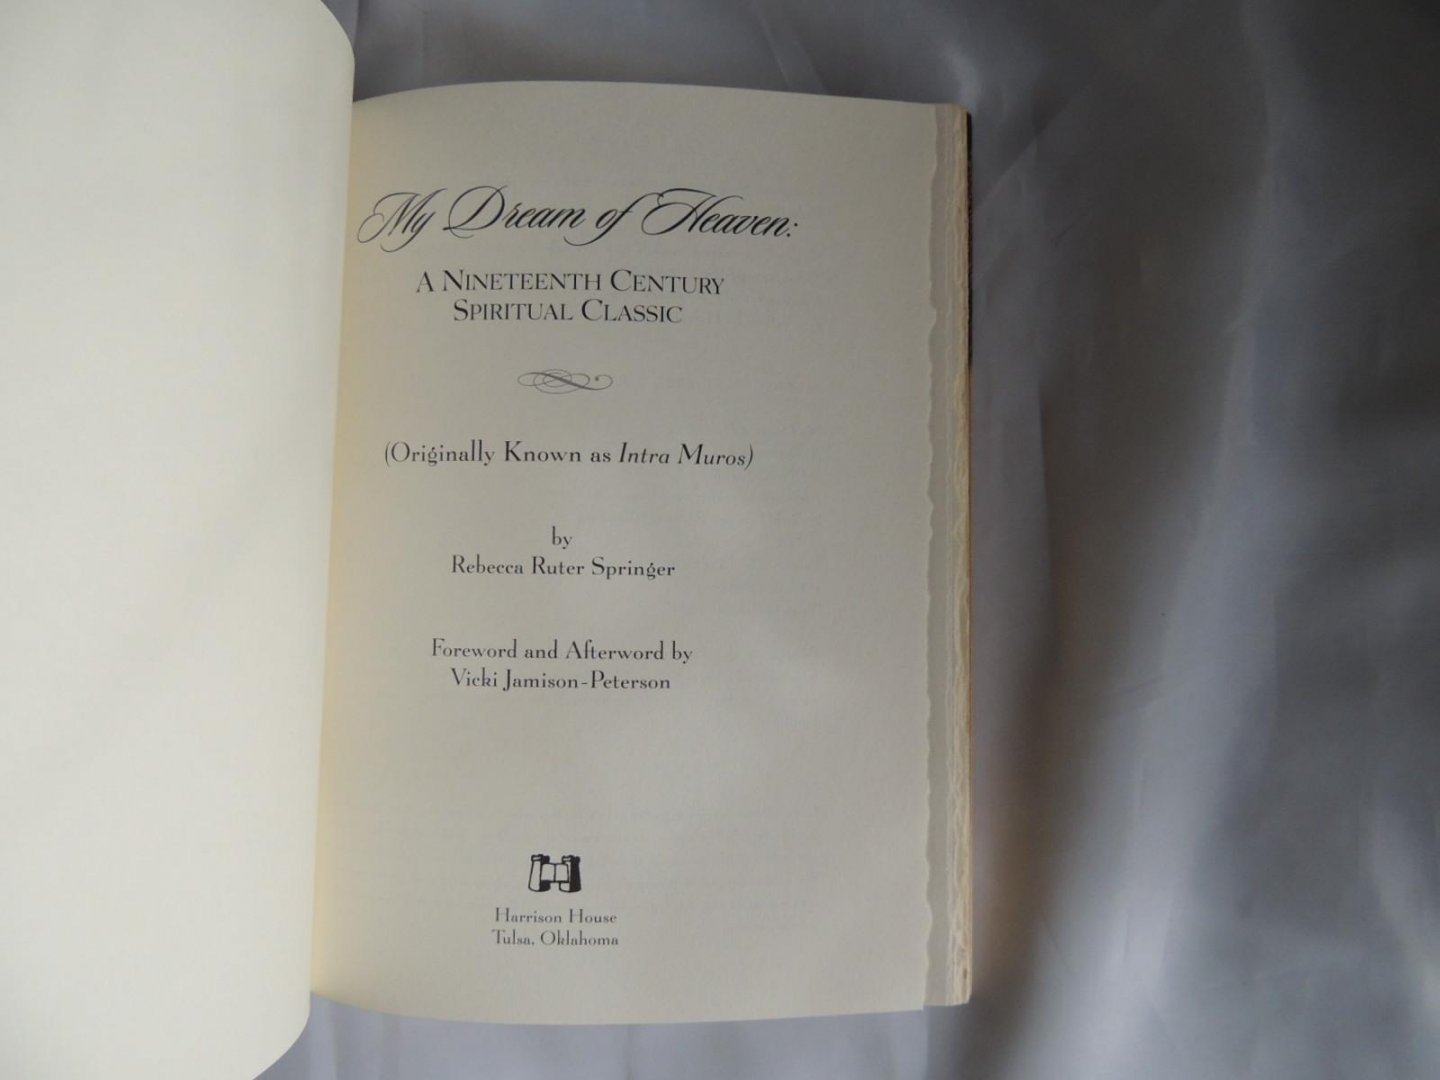 My Dream of Heaven:
A Nineteenth Century
Spiritual Classic
(Originally Known as Intra Muros)
by
Rebecca Ruter Springer
Foreword and Afterword by
Vicki Jamison-Peterson
Harrison House
Tulsa, Oklahoma